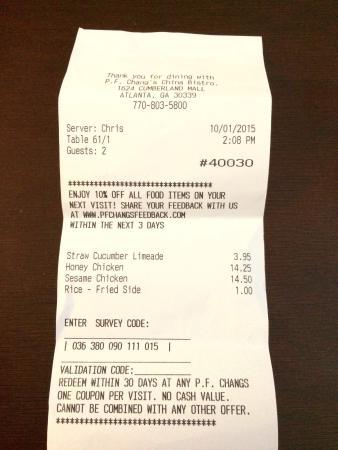 Thank you for dining with
P.F. Chang's China Bistro.
1624 CUMBERLAND MALL
ATLANTA, GA 30339
770-803-5800
Server: Chris 10/01/2015
Table 61/1 2:08 PM
Guests: 2
#40030
*********************************
ENJOY 10% OFF ALL FOOD ITEMS ON YOUR
NEXT VISIT! SHARE YOUR FEEDBACK WITH US
AT WWW.PFCHANGSFEEDBACK.COM
WITHIN THE NEXT 3 DAYS
Straw Cucumber Limeade 3.95
Honey Chicken 14.25
Sesame Chicken 14.50
Rice - Fried Side 1.00
ENTER SURVEY CODE:
| 036 380 090 111 015 |
VALIDATION CODE:____________
REDEEM WITHIN 30 DAYS AT ANY P.F. CHANGS
ONE COUPON PER VISIT. NO CASH VALUE.
CANNOT BE COMBINED WITH ANY OTHER OFFER.
*********************************